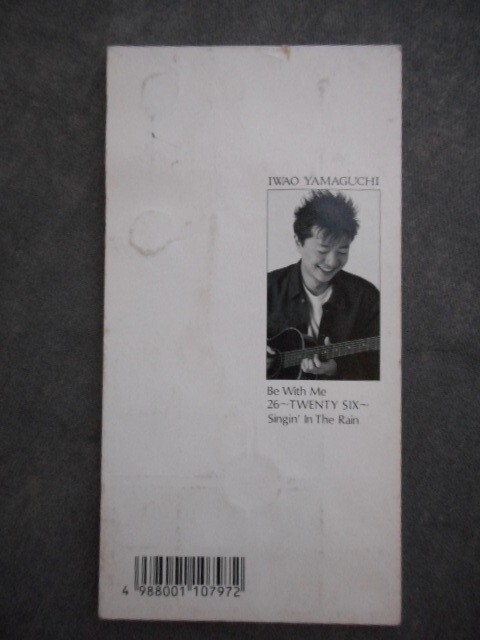 IWAO YAMAGUCHI
Be With Me
26~TWENTY SIX~
Singin' In The Rain
4 988001 107972